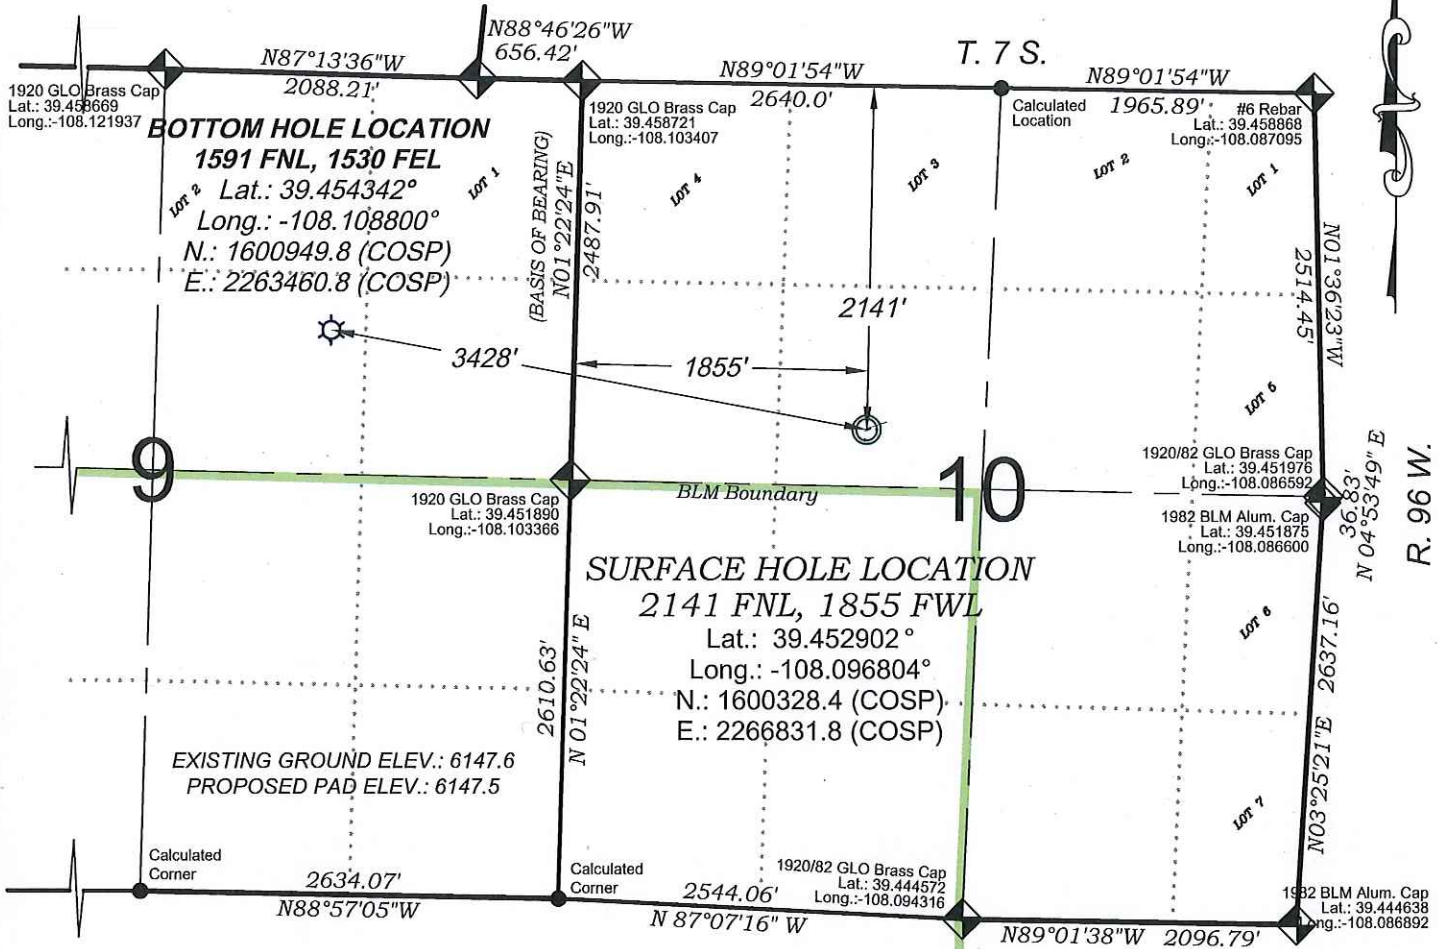 N87°13'36"W
2088.21'
N88°46'26"W
656.42'
N89°01'54"W
2640.0'
T. 7 S.
N89°01'54"W
1965.89'
1920 GLO Brass Cap
Lat.: 39.458669
Long.:-108.121937
1920 GLO Brass Cap
Lat.: 39.458721
Long.:-108.103407
Calculated
Location
#6 Rebar
Lat.: 39.458868
Long.:-108.087095
BOTTOM HOLE LOCATION
1591 FNL, 1530 FEL
Lat.: 39.454342°
Long.: -108.108800°
N.: 1600949.8 (COSP)
E.: 2263460.8 (COSP)
LOT 2
LOT 1
(BASIS OF BEARING)
N01°22'24"E
2487.91'
LOT 4
LOT 3
LOT 2
LOT 1
N01°36'23"W
2514.45'
2141'
3428'
1855'
LOT 5
9
10
1920 GLO Brass Cap
Lat.: 39.451890
Long.:-108.103366
BLM Boundary
1920/82 GLO Brass Cap
Lat.: 39.451976
Long.:-108.086592
1982 BLM Alum. Cap
Lat.: 39.451875
Long.:-108.086600
36.83'
N 04°53'49" E
R. 96 W.
SURFACE HOLE LOCATION
2141 FNL, 1855 FWL
Lat.: 39.452902°
Long.: -108.096804°
N.: 1600328.4 (COSP)
E.: 2266831.8 (COSP)
2610.63'
N 01°22'24" E
LOT 6
2637.16'
N03°25'21"E
LOT 7
EXISTING GROUND ELEV.: 6147.6
PROPOSED PAD ELEV.: 6147.5
Calculated
Corner
2634.07'
N88°57'05"W
Calculated
Corner
2544.06'
N 87°07'16" W
1920/82 GLO Brass Cap
Lat.: 39.444572
Long.:-108.094316
N89°01'38"W 2096.79'
1982 BLM Alum. Cap
Lat.: 39.444638
Long.:-108.086892